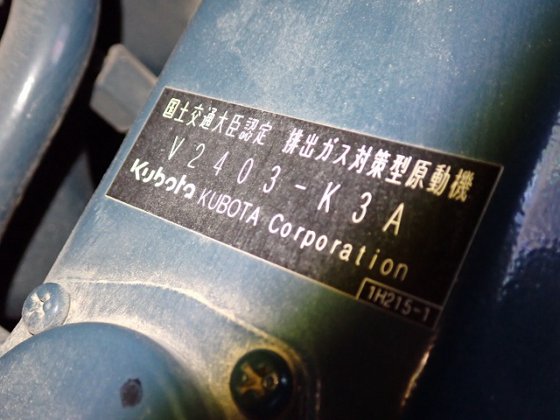 国土交通大臣認定 排出ガス対策型原動機
V2403-K3A
Kubota KUBOTA Corporation
1H215-1